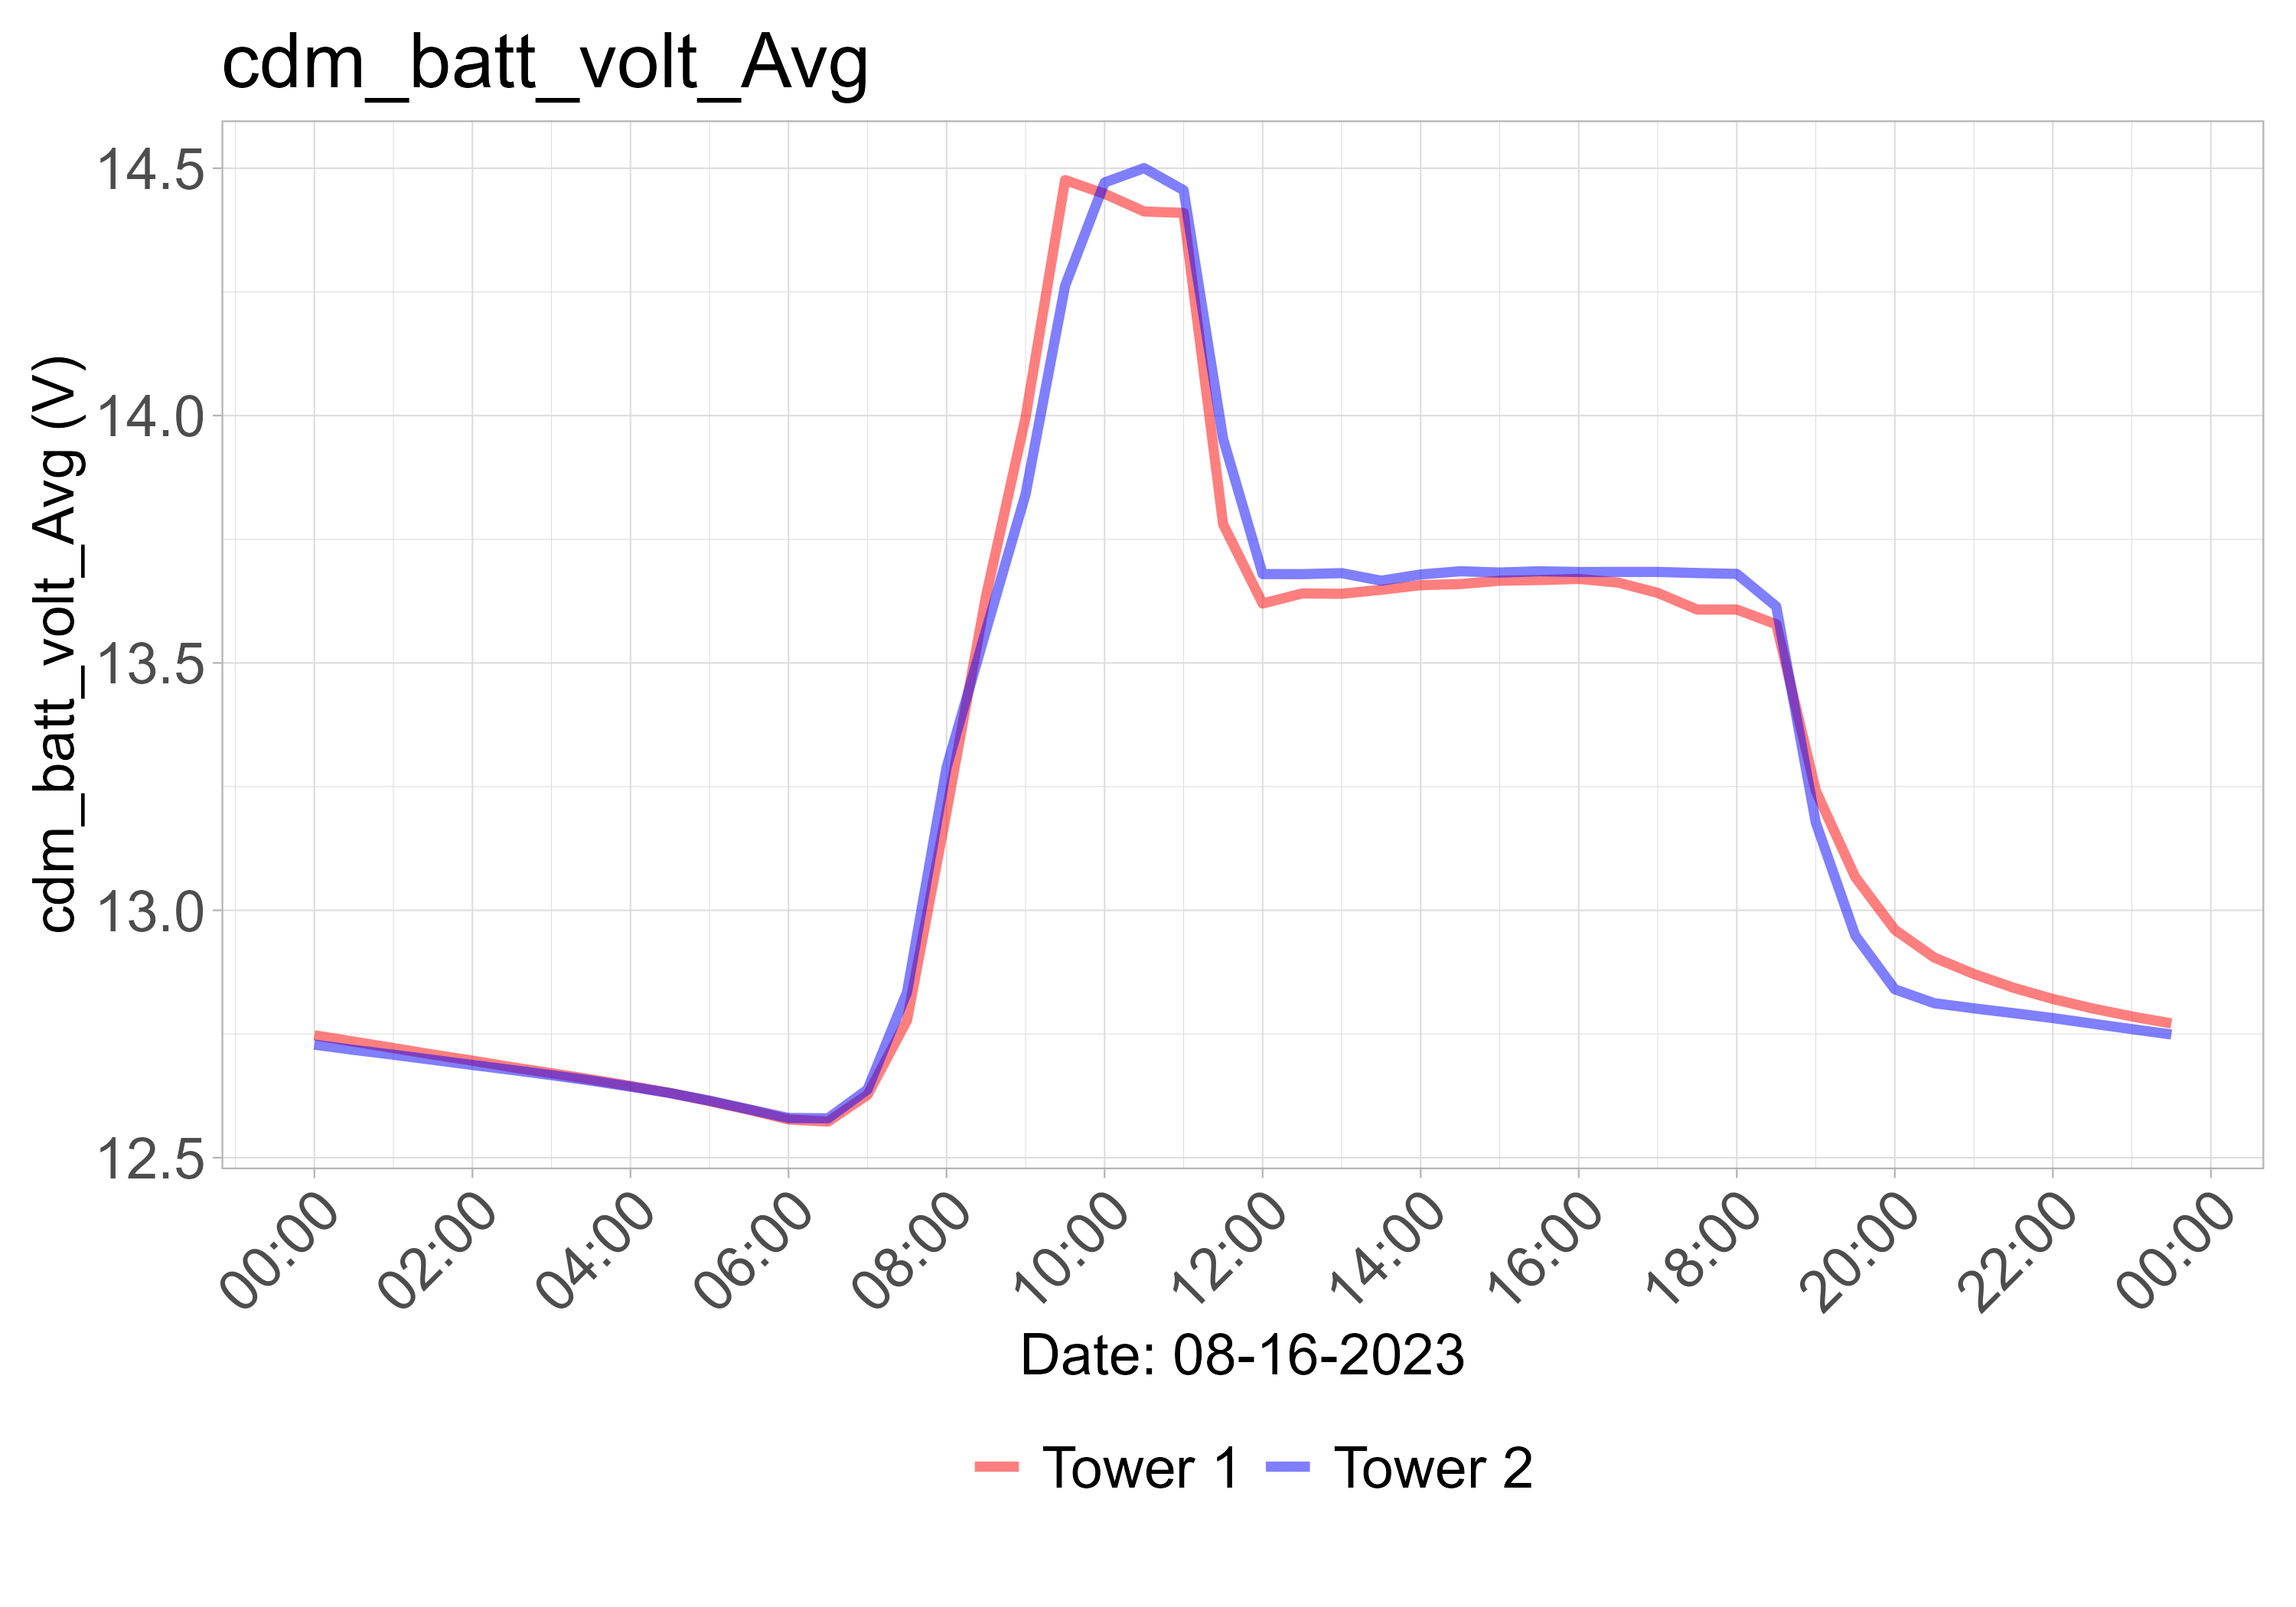 cdm_batt_volt_Avg
cdm_batt_volt_Avg (V)
14.5
14.0
13.5
13.0
12.5
00:00 02:00 04:00 06:00 08:00 10:00 12:00 14:00 16:00 18:00 20:00 22:00 00:00
Date: 08-16-2023
Tower 1 Tower 2